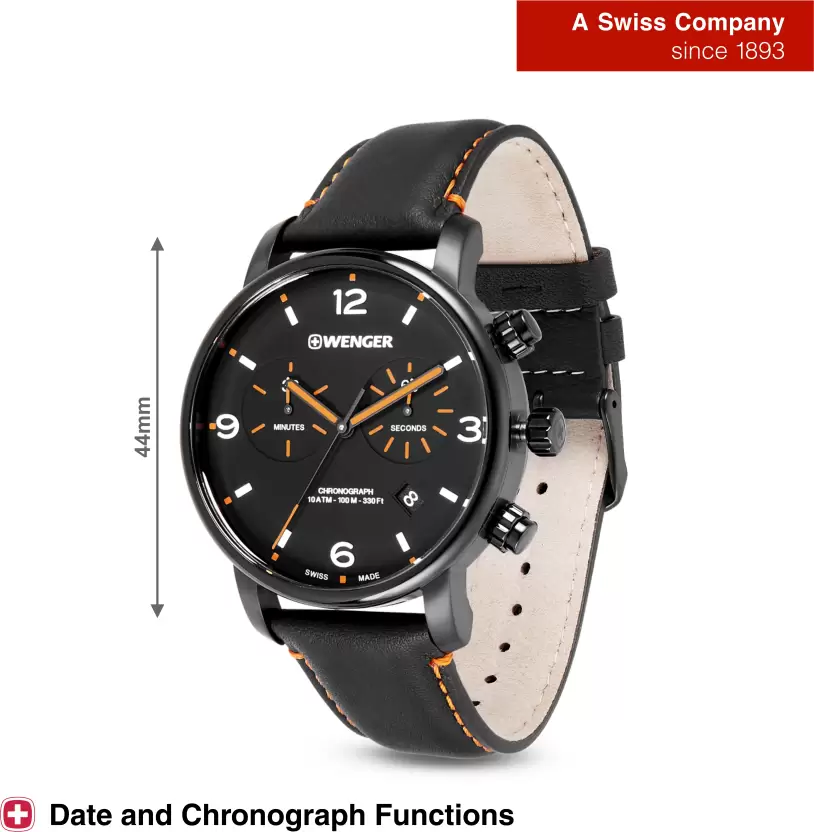 A Swiss Company
since 1893
12
WENGER
9
MINUTES
SECONDS
3
CHRONOGRAPH
10 ATM - 100 M - 330 Ft
8
6
SWISS MADE
44mm
Date and Chronograph Functions